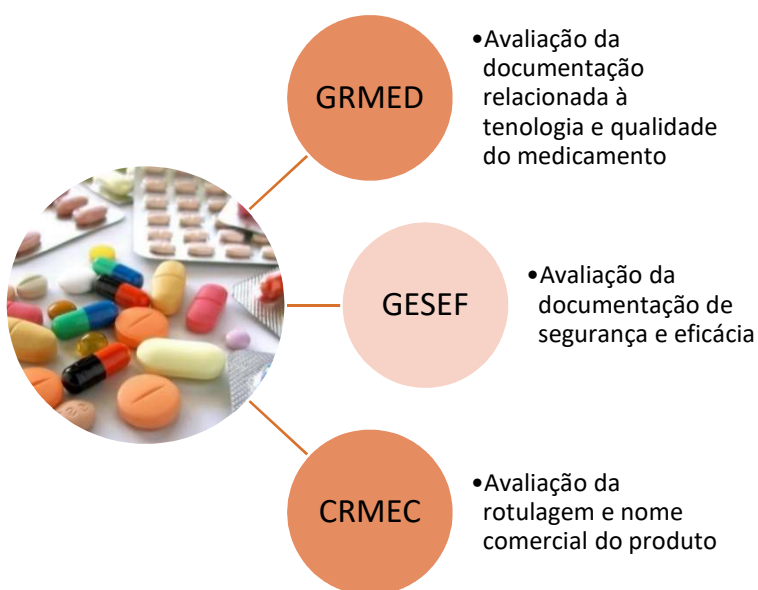 GRMED
•Avaliação da
documentação
relacionada à
tenologia e qualidade
do medicamento
GESEF
•Avaliação da
documentação de
segurança e eficácia
CRMEC
•Avaliação da
rotulagem e nome
comercial do produto